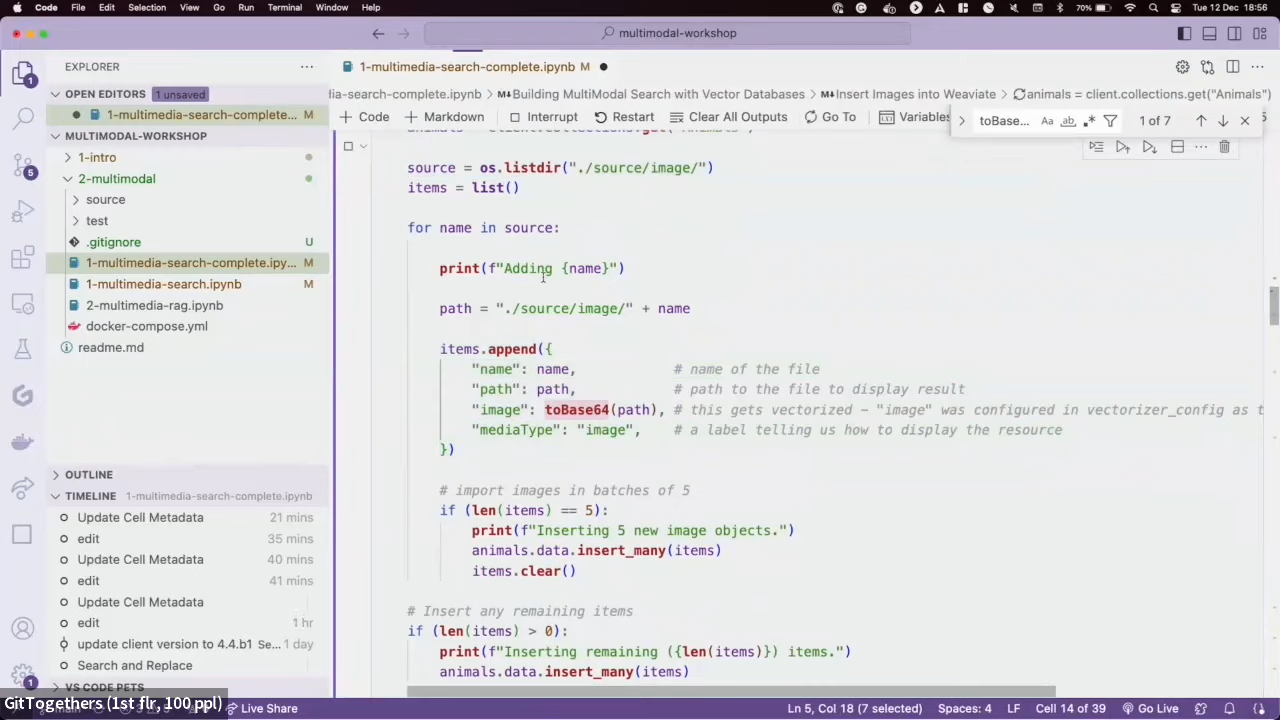 Code File Edit Selection View Go Run Terminal Window Help 70% Tue 12 Dec 18:56
multimodal-workshop
EXPLORER
1-multimedia-search-complete.ipynb M
OPEN EDITORS 1 unsaved
1-multimedia-search-complete... M
dia-search-complete.ipynb > Building MultiModal Search with Vector Databases > Insert Images into Weaviate > animals = client.collections.get("Animals")
+ Code + Markdown Interrupt Restart Clear All Outputs Go To Variables
toBase... Aa ab 1 of 7
MULTIMODAL-WORKSHOP
1-intro
2-multimodal
source
test
.gitignore U
1-multimedia-search-complete.ipy... M
1-multimedia-search.ipynb M
2-multimedia-rag.ipynb
docker-compose.yml
readme.md
source = os.listdir("./source/image/")
items = list()
for name in source:
print(f"Adding {name}")
path = "./source/image/" + name
items.append({
"name": name, # name of the file
"path": path, # path to the file to display result
"image": toBase64(path), # this gets vectorized - "image" was configured in vectorizer_config as t
"mediaType": "image", # a label telling us how to display the resource
})
# import images in batches of 5
if (len(items) == 5):
print(f"Inserting 5 new image objects.")
animals.data.insert_many(items)
items.clear()
# Insert any remaining items
if (len(items) > 0):
print(f"Inserting remaining ({len(items)}) items.")
animals.data.insert_many(items)
OUTLINE
TIMELINE 1-multimedia-search-complete.ipynb
Update Cell Metadata 21 mins
edit 35 mins
Update Cell Metadata 40 mins
edit 41 mins
Update Cell Metadata
edit 1 hr
update client version to 4.4.b1 Se... 1 day
Search and Replace
VS CODE PETS
1
5
1
GitTogethers (1st flr, 100 ppl)
Live Share
Ln 5, Col 18 (7 selected) Spaces: 4 LF Cell 14 of 39 Go Live